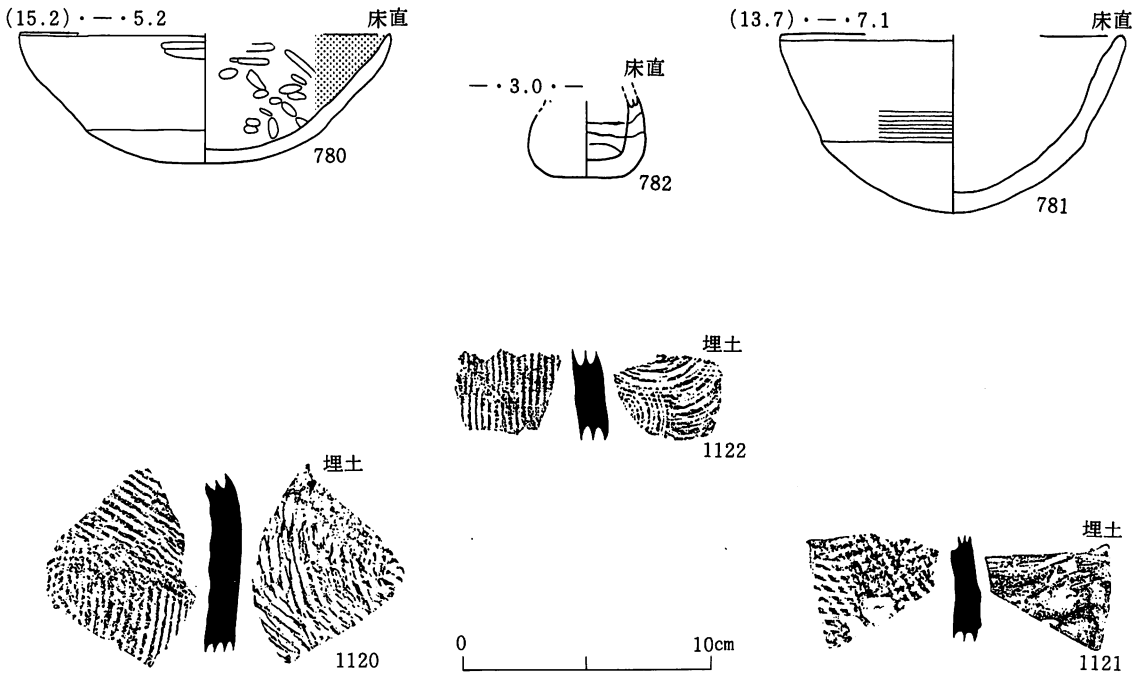 (15.2)・—・5.2 床直
780
—・3.0・— 床直
782
(13.7)・—・7.1 床直
781
埋土
1122
埋土
1120
埋土
1121
0 10cm